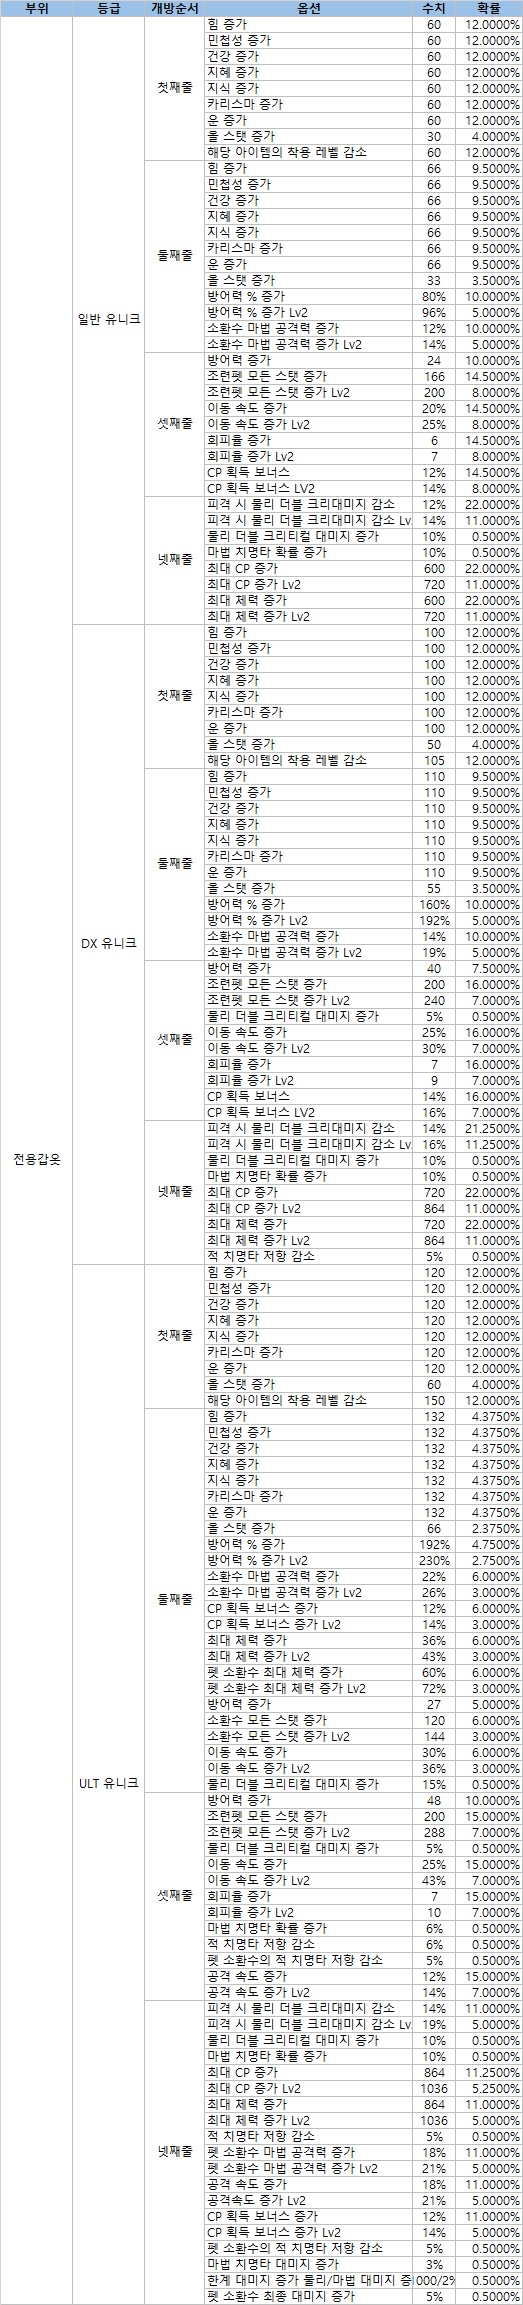 부위 등급 개방순서 옵션 수치 확률
힘 증가 60 12.0000%
민첩성 증가 60 12.0000%
건강 증가 60 12.0000%
지혜 증가 60 12.0000%
첫째줄 지식 증가 60 12.0000%
카리스마 증가 60 12.0000%
운 증가 60 12.0000%
올 스탯 증가 30 4.0000%
해당 아이템의 착용 레벨 감소 60 12.0000%
힘 증가 66 9.5000%
민첩성 증가 66 9.5000%
건강 증가 66 9.5000%
지혜 증가 66 9.5000%
지식 증가 66 9.5000%
둘째줄 카리스마 증가 66 9.5000%
운 증가 66 9.5000%
올 스탯 증가 33 3.5000%
방어력 % 증가 80% 10.0000%
방어력 % 증가 Lv2 96% 5.0000%
일반 유니크 소환수 마법 공격력 증가 12% 10.0000%
소환수 마법 공격력 증가 Lv2 14% 5.0000%
방어력 증가 24 10.0000%
조련펫 모든 스탯 증가 166 14.5000%
조련펫 모든 스탯 증가 Lv2 200 8.0000%
이동 속도 증가 20% 14.5000%
셋째줄 이동 속도 증가 Lv2 25% 8.0000%
회피율 증가 6 14.5000%
회피율 증가 Lv2 7 8.0000%
CP 획득 보너스 12% 14.5000%
CP 획득 보너스 LV2 14% 8.0000%
피격 시 물리 더블 크리대미지 감소 12% 22.0000%
피격 시 물리 더블 크리대미지 감소 Lv 14% 11.0000%
물리 더블 크리티컬 대미지 증가 10% 0.5000%
넷째줄 마법 치명타 확률 증가 10% 0.5000%
최대 CP 증가 600 22.0000%
최대 CP 증가 Lv2 720 11.0000%
최대 체력 증가 600 22.0000%
최대 체력 증가 Lv2 720 11.0000%
힘 증가 100 12.0000%
민첩성 증가 100 12.0000%
건강 증가 100 12.0000%
지혜 증가 100 12.0000%
첫째줄 지식 증가 100 12.0000%
카리스마 증가 100 12.0000%
운 증가 100 12.0000%
올 스탯 증가 50 4.0000%
해당 아이템의 착용 레벨 감소 105 12.0000%
힘 증가 110 9.5000%
민첩성 증가 110 9.5000%
건강 증가 110 9.5000%
지혜 증가 110 9.5000%
지식 증가 110 9.5000%
둘째줄 카리스마 증가 110 9.5000%
운 증가 110 9.5000%
올 스탯 증가 55 3.5000%
방어력 % 증가 160% 10.0000%
방어력 % 증가 Lv2 192% 5.0000%
소환수 마법 공격력 증가 14% 10.0000%
DX 유니크 소환수 마법 공격력 증가 Lv2 19% 5.0000%
방어력 증가 40 7.5000%
조련펫 모든 스탯 증가 200 16.0000%
조련펫 모든 스탯 증가 Lv2 240 7.0000%
물리 더블 크리티컬 대미지 증가 5% 0.5000%
셋째줄 이동 속도 증가 25% 16.0000%
이동 속도 증가 Lv2 30% 7.0000%
회피율 증가 7 16.0000%
회피율 증가 Lv2 9 7.0000%
CP 획득 보너스 14% 16.0000%
CP 획득 보너스 LV2 16% 7.0000%
피격 시 물리 더블 크리대미지 감소 14% 21.2500%
피격 시 물리 더블 크리대미지 감소 Lv 16% 11.2500%
전용갑옷 물리 더블 크리티컬 대미지 증가 10% 0.5000%
마법 치명타 확률 증가 10% 0.5000%
넷째줄 최대 CP 증가 720 22.0000%
최대 CP 증가 Lv2 864 11.0000%
최대 체력 증가 720 22.0000%
최대 체력 증가 Lv2 864 11.0000%
적 치명타 저항 감소 5% 0.5000%
힘 증가 120 12.0000%
민첩성 증가 120 12.0000%
건강 증가 120 12.0000%
지혜 증가 120 12.0000%
첫째줄 지식 증가 120 12.0000%
카리스마 증가 120 12.0000%
운 증가 120 12.0000%
올 스탯 증가 60 4.0000%
해당 아이템의 착용 레벨 감소 150 12.0000%
힘 증가 132 4.3750%
민첩성 증가 132 4.3750%
건강 증가 132 4.3750%
지혜 증가 132 4.3750%
지식 증가 132 4.3750%
카리스마 증가 132 4.3750%
운 증가 132 4.3750%
올 스탯 증가 66 2.3750%
방어력 % 증가 192% 4.7500%
방어력 % 증가 Lv2 230% 2.7500%
소환수 마법 공격력 증가 22% 6.0000%
소환수 마법 공격력 증가 Lv2 26% 3.0000%
둘째줄 CP 획득 보너스 증가 12% 6.0000%
CP 획득 보너스 증가 Lv2 14% 3.0000%
최대 체력 증가 36% 6.0000%
최대 체력 증가 Lv2 43% 3.0000%
펫 소환수 최대 체력 증가 60% 6.0000%
펫 소환수 최대 체력 증가 Lv2 72% 3.0000%
방어력 증가 27 5.0000%
소환수 모든 스탯 증가 120 6.0000%
소환수 모든 스탯 증가 Lv2 144 3.0000%
이동 속도 증가 30% 6.0000%
이동 속도 증가 Lv2 36% 3.0000%
ULT 유니크 물리 더블 크리티컬 대미지 증가 15% 0.5000%
방어력 증가 48 10.0000%
조련펫 모든 스탯 증가 200 15.0000%
조련펫 모든 스탯 증가 Lv2 288 7.0000%
물리 더블 크리티컬 대미지 증가 5% 0.5000%
이동 속도 증가 25% 15.0000%
이동 속도 증가 Lv2 43% 7.0000%
셋째줄 회피율 증가 7 15.0000%
회피율 증가 Lv2 10 7.0000%
마법 치명타 확률 증가 6% 0.5000%
적 치명타 저항 감소 6% 0.5000%
펫 소환수의 적 치명타 저항 감소 5% 0.5000%
공격 속도 증가 12% 15.0000%
공격 속도 증가 Lv2 14% 7.0000%
피격 시 물리 더블 크리대미지 감소 14% 11.0000%
피격 시 물리 더블 크리대미지 감소 Lv 19% 5.0000%
물리 더블 크리티컬 대미지 증가 10% 0.5000%
마법 치명타 확률 증가 10% 0.5000%
최대 CP 증가 864 11.2500%
최대 CP 증가 Lv2 1036 5.2500%
최대 체력 증가 864 11.0000%
최대 체력 증가 Lv2 1036 5.0000%
적 치명타 저항 감소 5% 0.5000%
넷째줄 펫 소환수 마법 공격력 증가 18% 11.0000%
펫 소환수 마법 공격력 증가 Lv2 21% 5.0000%
공격 속도 증가 18% 11.0000%
공격속도 증가 Lv2 21% 5.0000%
CP 획득 보너스 증가 12% 11.0000%
CP 획득 보너스 증가 Lv2 14% 5.0000%
펫 소환수의 적 치명타 저항 감소 5% 0.5000%
마법 치명타 대미지 증가 3% 0.5000%
한계 대미지 증가 물리/마법 대미지 증 000/2% 0.5000%
펫 소환수 최종 대미지 증가 5% 0.5000%